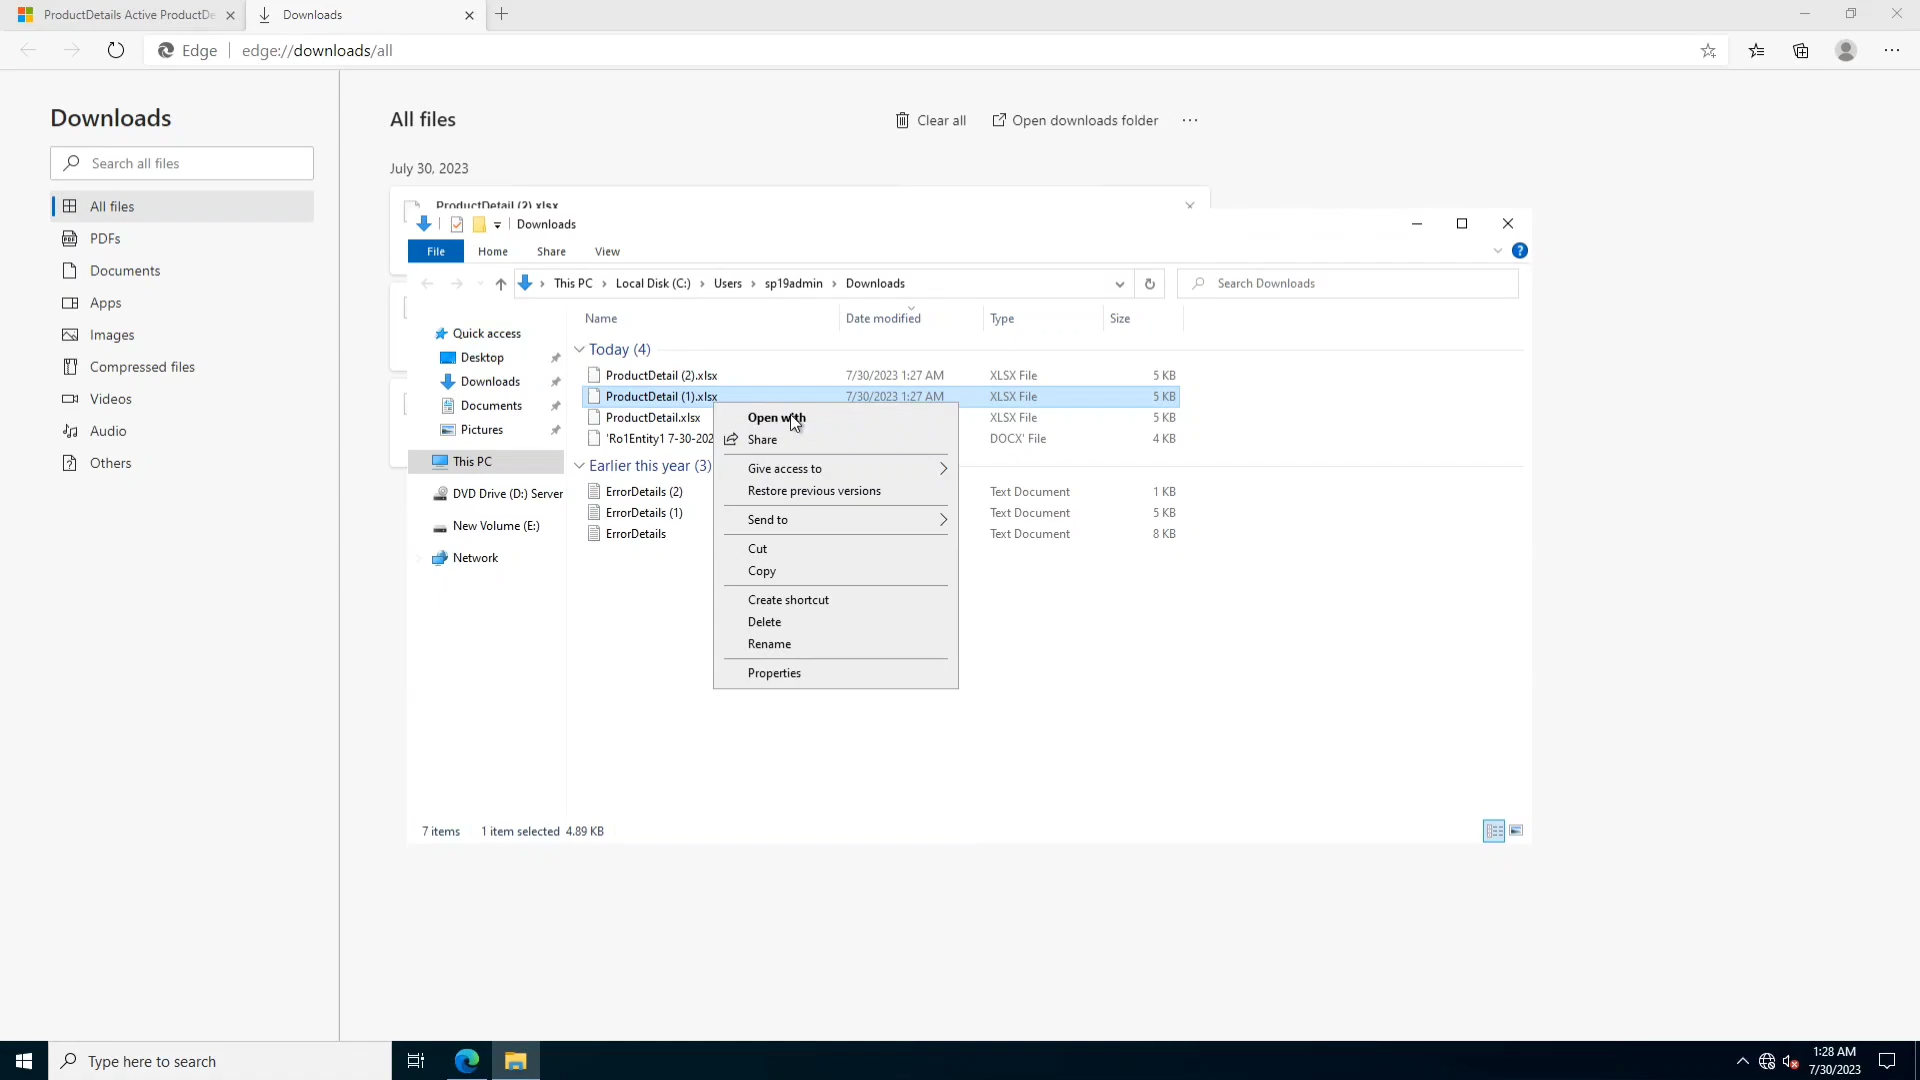 ProductDetails Active ProductDe
Downloads
Edge
edge://downloads/all
Downloads
Search all files
All files
PDFs
Documents
Apps
Images
Compressed files
Videos
Audio
Others
All files
Clear all
Open downloads folder
July 30, 2023
ProductDetail (2).xlsx
Downloads
File Home Share View
This PC > Local Disk (C:) > Users > sp19admin > Downloads
Search Downloads
Quick access
Desktop
Downloads
Documents
Pictures
This PC
DVD Drive (D:) Server
New Volume (E:)
Network
Name Date modified Type Size
Today (4)
ProductDetail (2).xlsx 7/30/2023 1:27 AM XLSX File 5 KB
ProductDetail (1).xlsx 7/30/2023 1:27 AM XLSX File 5 KB
ProductDetail.xlsx XLSX File 5 KB
'Ro1Entity1 7-30-202 DOCX' File 4 KB
Earlier this year (3)
ErrorDetails (2) Text Document 1 KB
ErrorDetails (1) Text Document 5 KB
ErrorDetails Text Document 8 KB
Open with
Share
Give access to
Restore previous versions
Send to
Cut
Copy
Create shortcut
Delete
Rename
Properties
7 items 1 item selected 4.89 KB
Type here to search
1:28 AM
7/30/2023